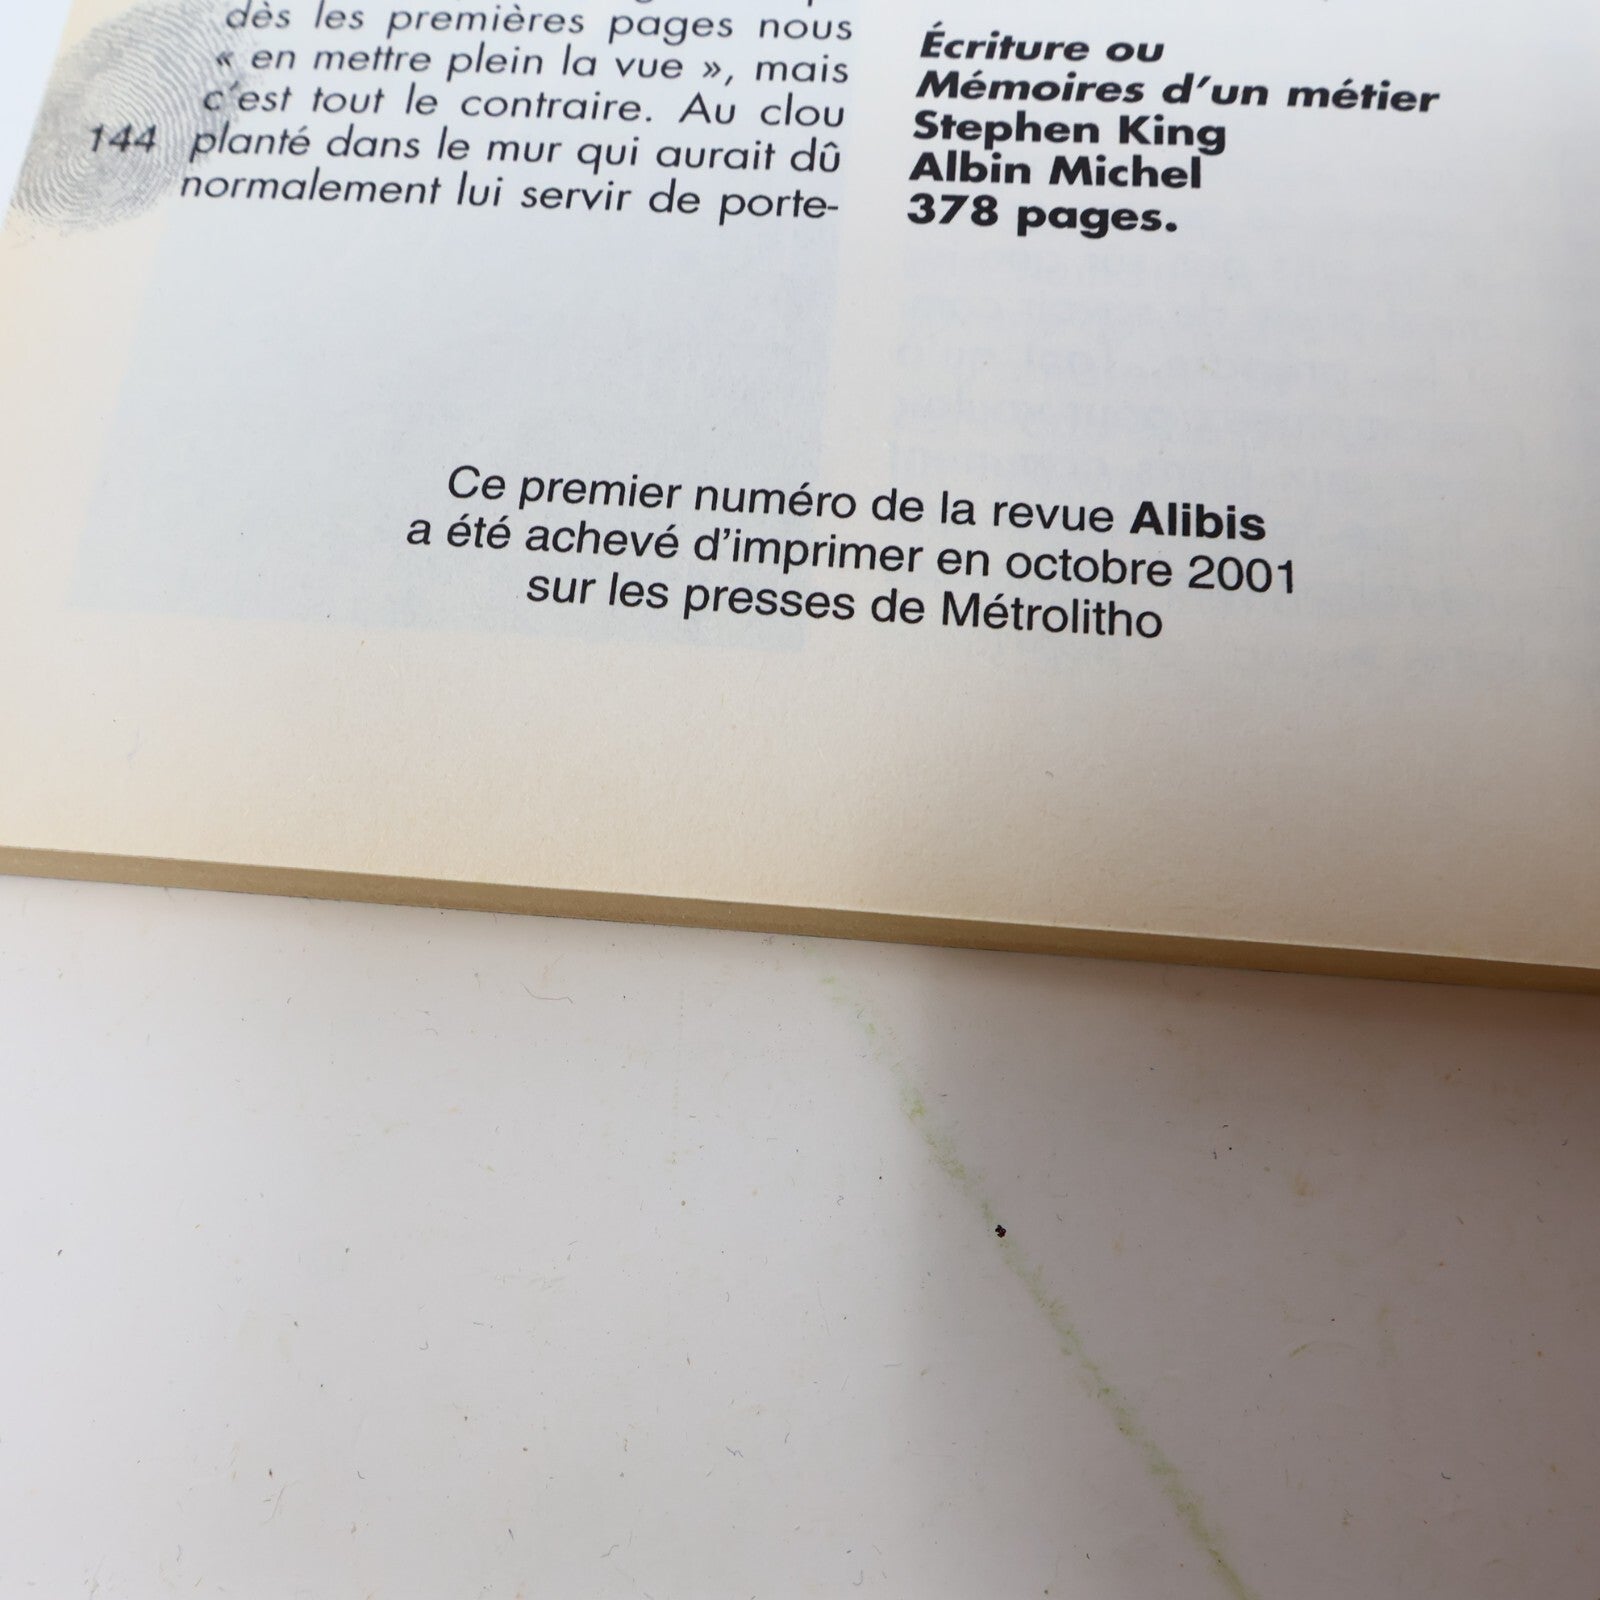 dès les premières pages nous
« en mettre plein la vue », mais
c'est tout le contraire. Au clou
144 planté dans le mur qui aurait dû
normalement lui servir de porte-
Écriture ou
Mémoires d'un métier
Stephen King
Albin Michel
378 pages.
Ce premier numéro de la revue Alibis
a été achevé d'imprimer en octobre 2001
sur les presses de Métrolitho